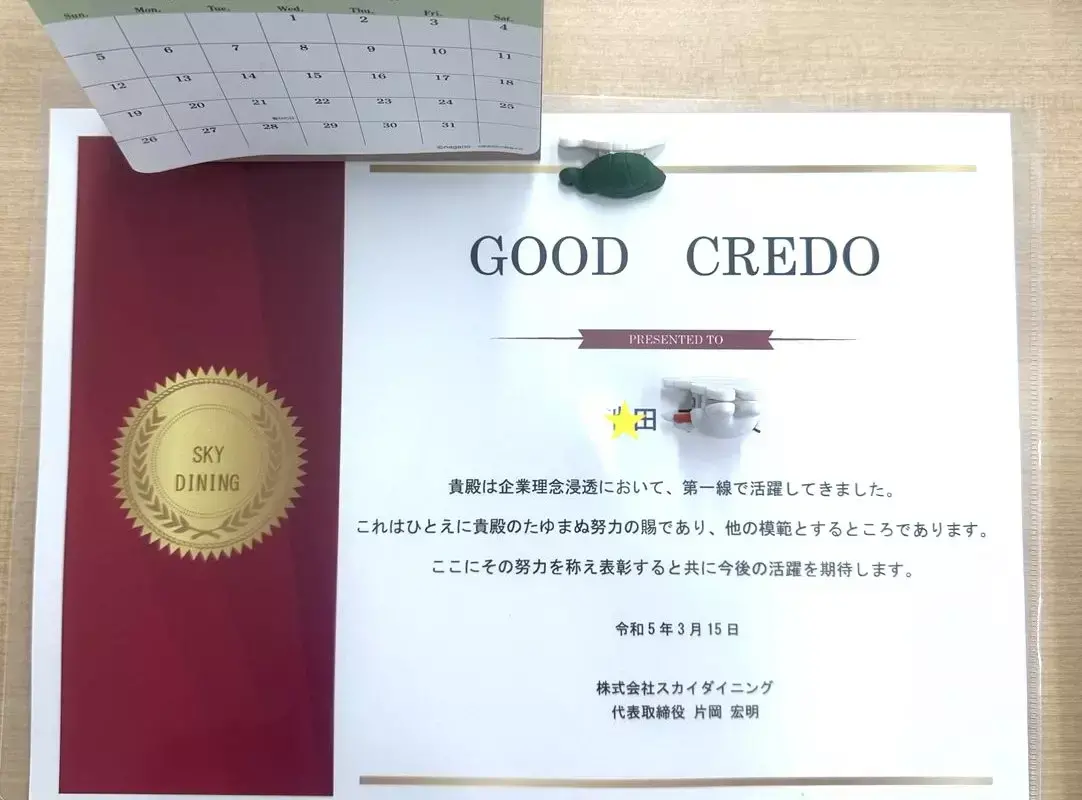 Sun. Mon. Tue. Wed. Thu. Fri. Sat.
1 2 3 4
5 6 7 8 9 10 11
12 13 14 15 16 17 18
19 20 21 22 23 24 25
26 27 28 29 30 31
©nagano
GOOD CREDO
PRESENTED TO
田
SKY
DINING
貴殿は企業理念浸透において、第一線で活躍してきました。
これはひとえに貴殿のたゆまぬ努力の賜であり、他の模範とするところであります。
ここにその努力を称え表彰すると共に今後の活躍を期待します。
令和5年3月15日
株式会社スカイダイニング
代表取締役 片岡 宏明